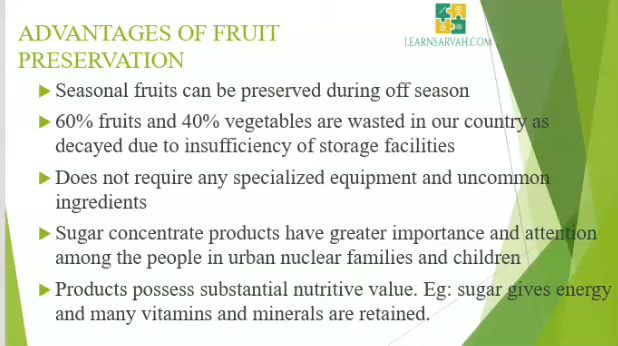 ADVANTAGES OF FRUIT
PRESERVATION
LEARNSARVAH.COM
Seasonal fruits can be preserved during off season
60% fruits and 40% vegetables are wasted in our country as
decayed due to insufficiency of storage facilities
Does not require any specialized equipment and uncommon
ingredients
Sugar concentrate products have greater importance and attention
among the people in urban nuclear families and children
Products possess substantial nutritive value. Eg: sugar gives energy
and many vitamins and minerals are retained.